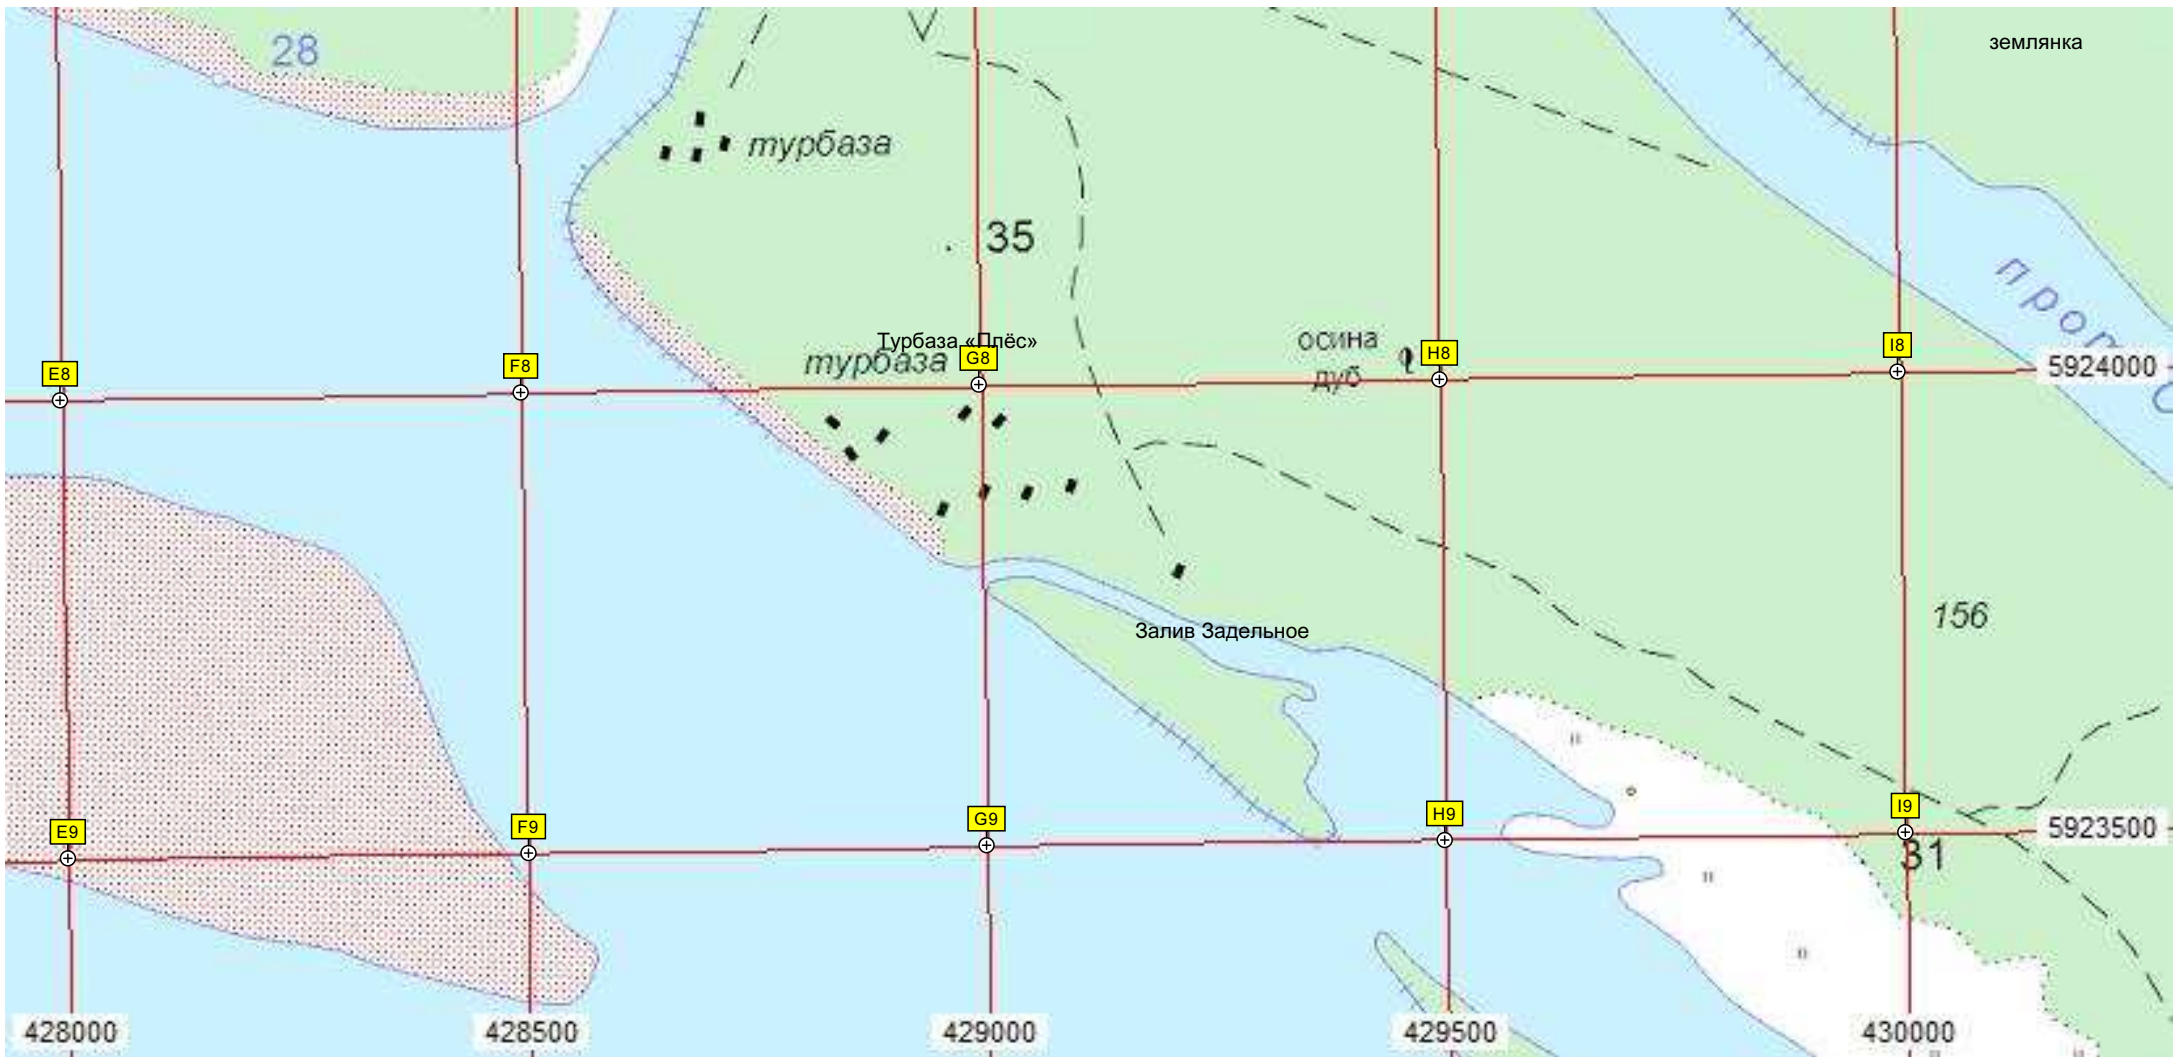 28
землянка
турбаза
35
прот
Турбаза «Плёс»
турбаза
осина
дуб
E8
F8
G8
H8
I8
5924000
156
Залив Задельное
E9
F9
G9
H9
I9
5923500
31
428000
428500
429000
429500
430000